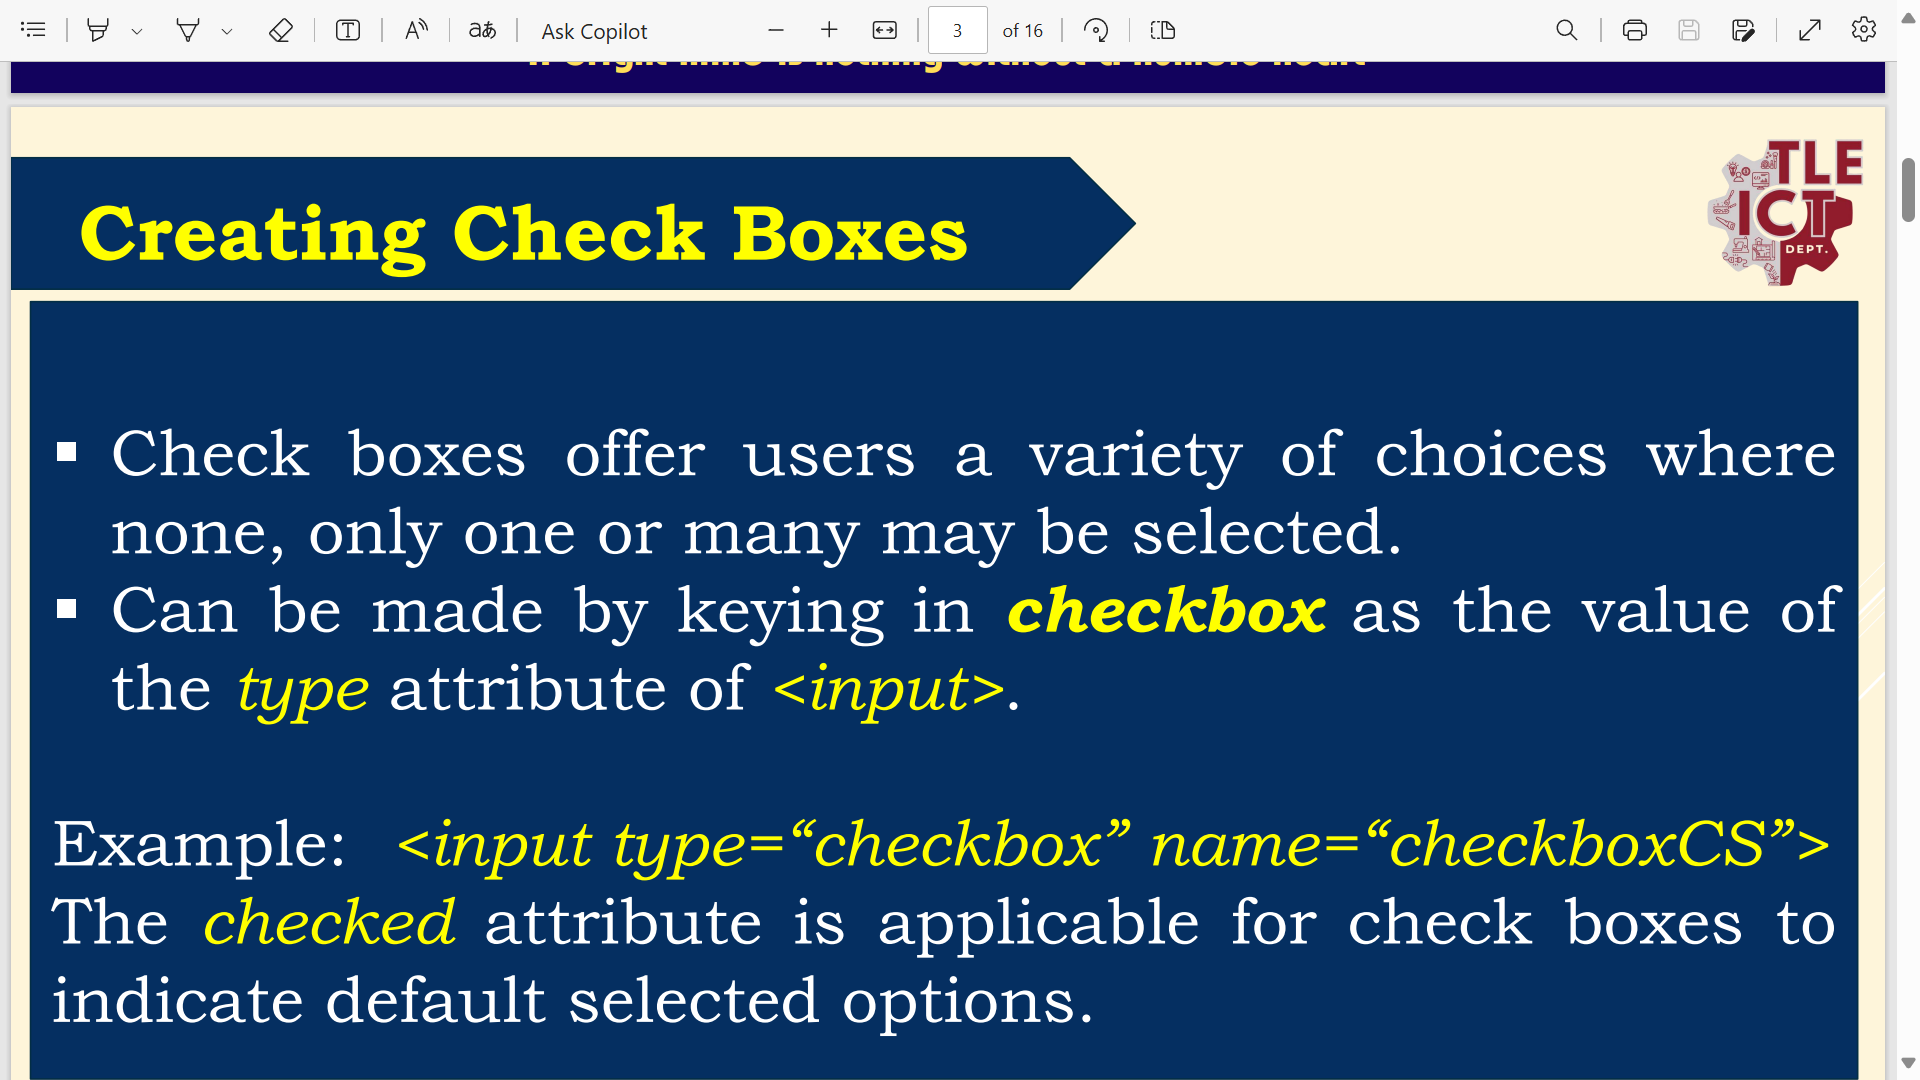 Ask Copilot
3
of 16
Creating Check Boxes
TLE
ICT
DEPT.
▪ Check boxes offer users a variety of choices where
none, only one or many may be selected.
▪ Can be made by keying in checkbox as the value of
the type attribute of <input>.
Example: <input type=“checkbox” name=“checkboxCS”>
The checked attribute is applicable for check boxes to
indicate default selected options.